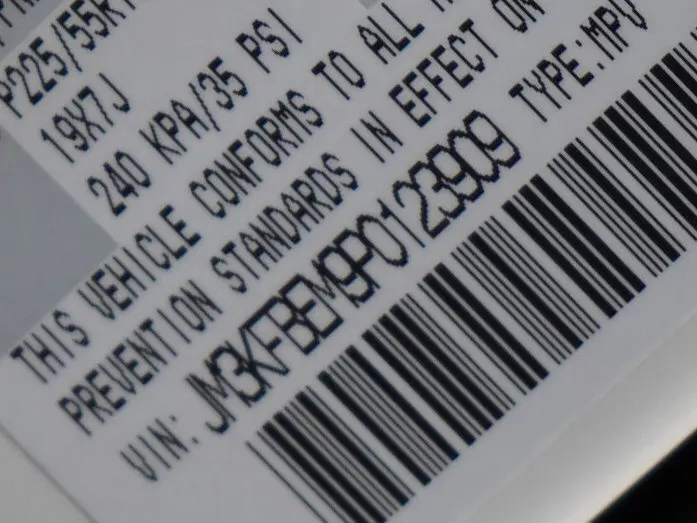 P225/55R1
19X7J
240 KPA/35 PSI
THIS VEHICLE CONFORMS TO ALL
PREVENTION STANDARDS IN EFFECT ON
VIN: JM3KFBEM9P0123909 TYPE:MPV